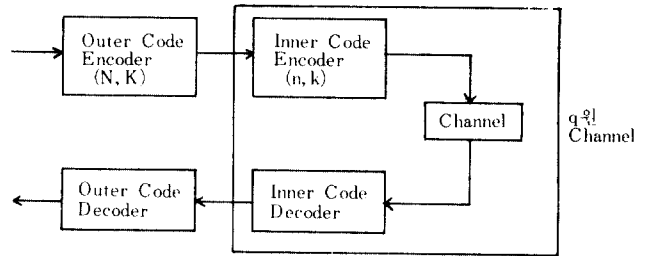 Outer Code
Encoder
(N, K)
Inner Code
Encoder
(n, k)
Channel
q원
Channel
Outer Code
Decoder
Inner Code
Decoder